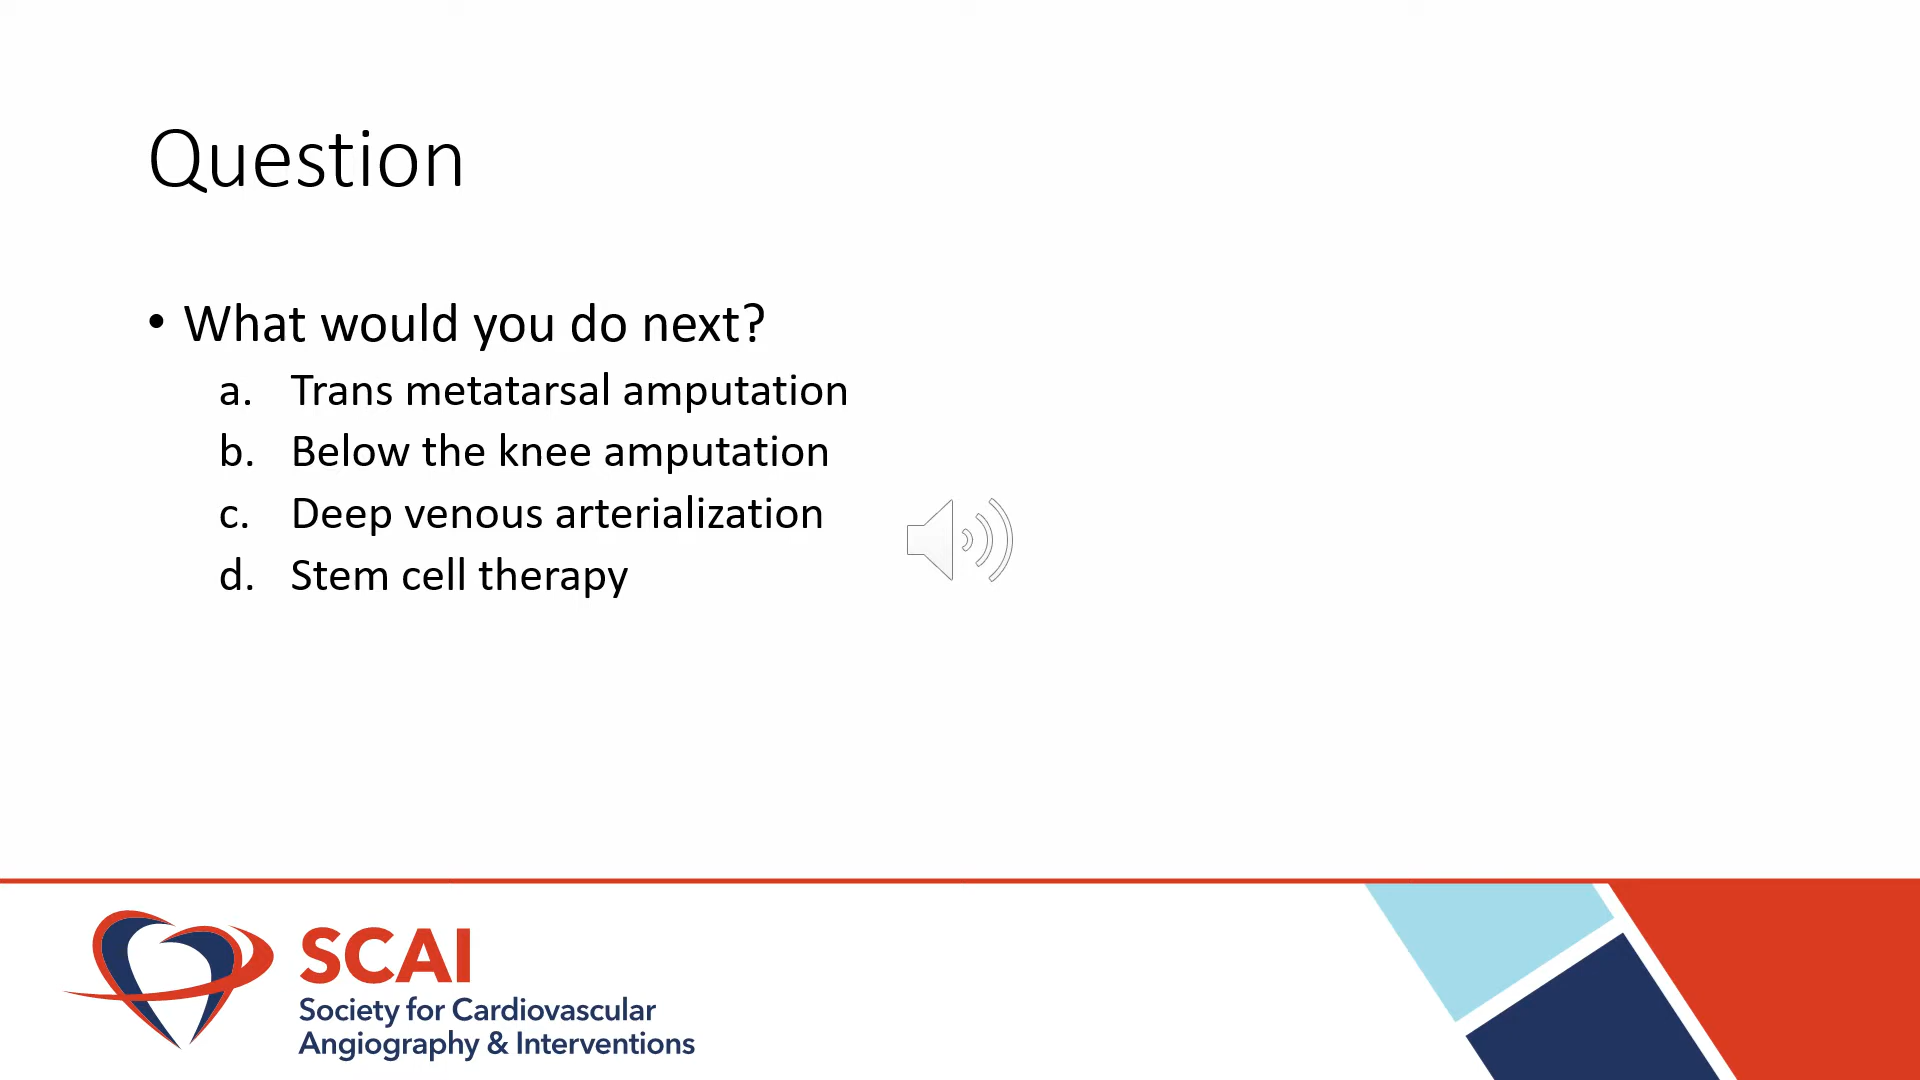 Question
• What would you do next?
a. Trans metatarsal amputation
b. Below the knee amputation
c. Deep venous arterialization
d. Stem cell therapy
SCAI
Society for Cardiovascular
Angiography & Interventions